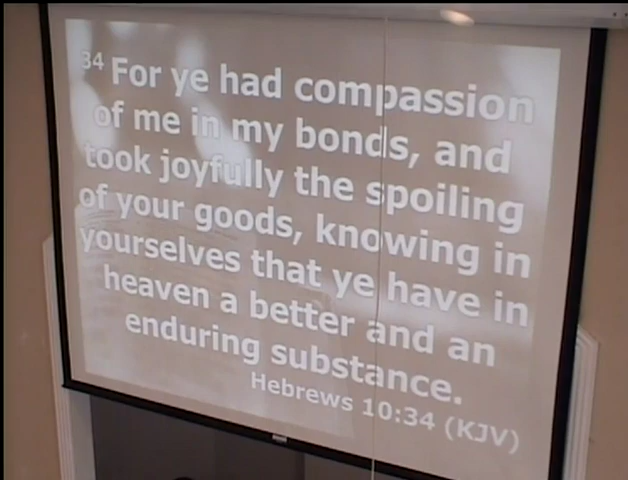 34 For ye had compassion
of me in my bonds, and
took joyfully the spoiling
of your goods, knowing in
yourselves that ye have in
heaven a better and an
enduring substance.
Hebrews 10:34 (KJV)